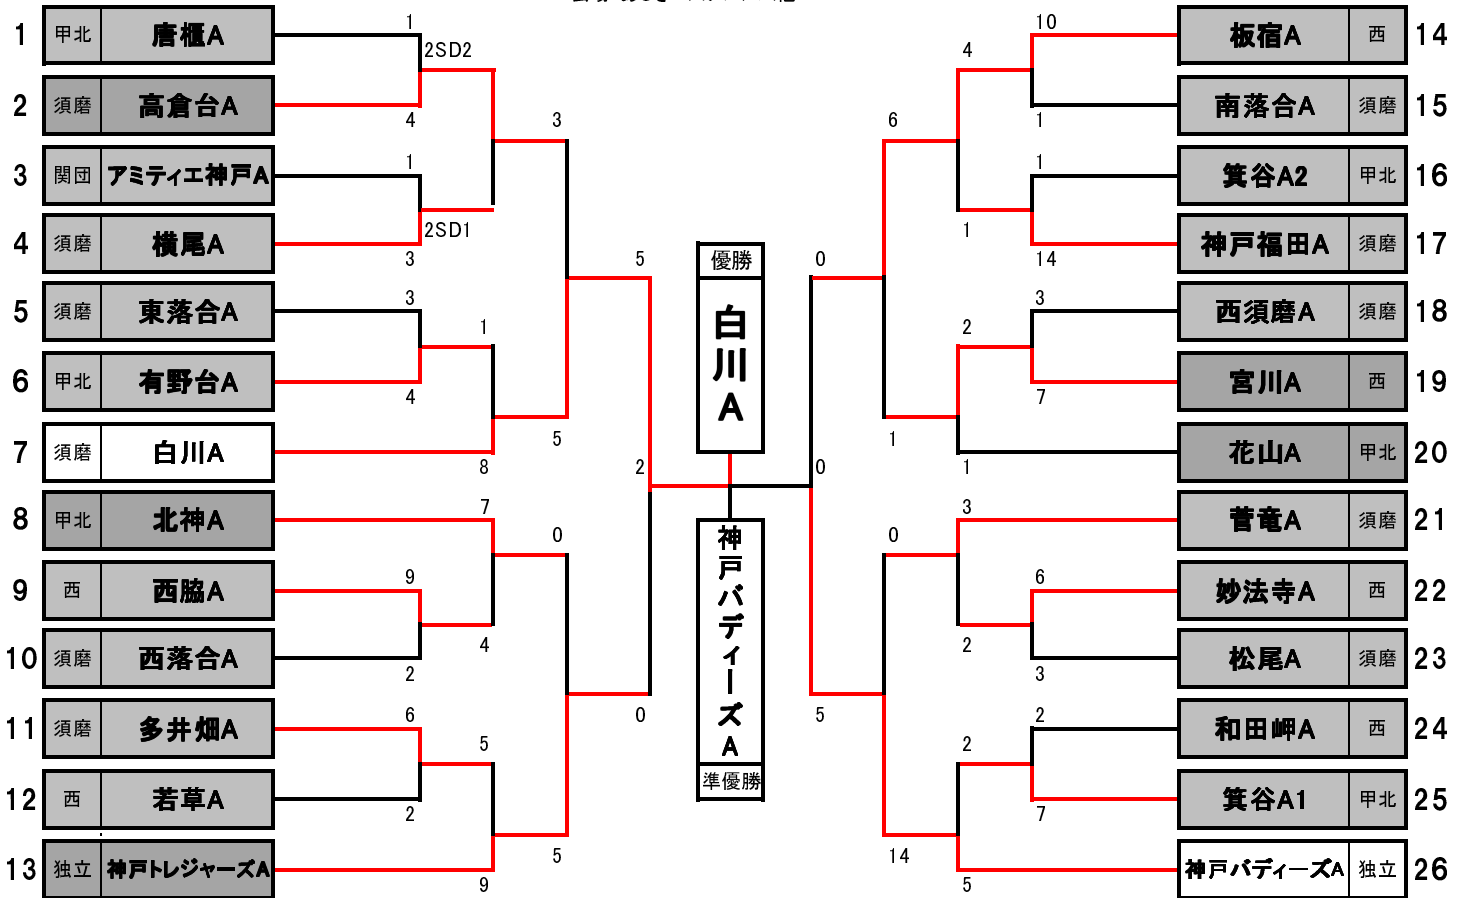 1 甲北 唐櫃A
2 須磨 高倉台A
3 関団 アミティエ神戸A
4 須磨 横尾A
5 須磨 東落合A
6 甲北 有野台A
7 須磨 白川A
8 甲北 北神A
9 西 西脇A
10 須磨 西落合A
11 須磨 多井畑A
12 西 若草A
13 独立 神戸トレジャーズA
1
4
1
3
3
4
9
2
6
2
2SD2
2SD1
1
8
7
4
5
9
3
5
0
5
5
0
2
優勝
白川A
神戸バディーズA
準優勝
0
0
5
6
1
0
14
4
1
2
1
3
2
2
5
10
1
1
14
3
7
6
3
2
7
板宿A 西 14
南落合A 須磨 15
箕谷A2 甲北 16
神戸福田A 須磨 17
西須磨A 須磨 18
宮川A 西 19
花山A 甲北 20
菅竜A 須磨 21
妙法寺A 西 22
松尾A 須磨 23
和田岬A 西 24
箕谷A1 甲北 25
神戸バディーズA 独立 26